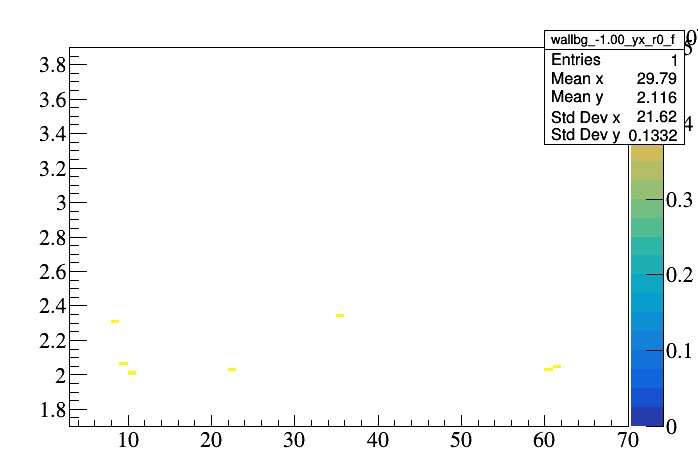 wallbg_-1.00_yx_r0_f
Entries 1
Mean x 29.79
Mean y 2.116
Std Dev x 21.62
Std Dev y 0.1332
3.8
3.6
3.4
3.2
3
2.8
2.6
2.4
2.2
2
1.8
10 20 30 40 50 60 70
0.3
0.2
0.1
0